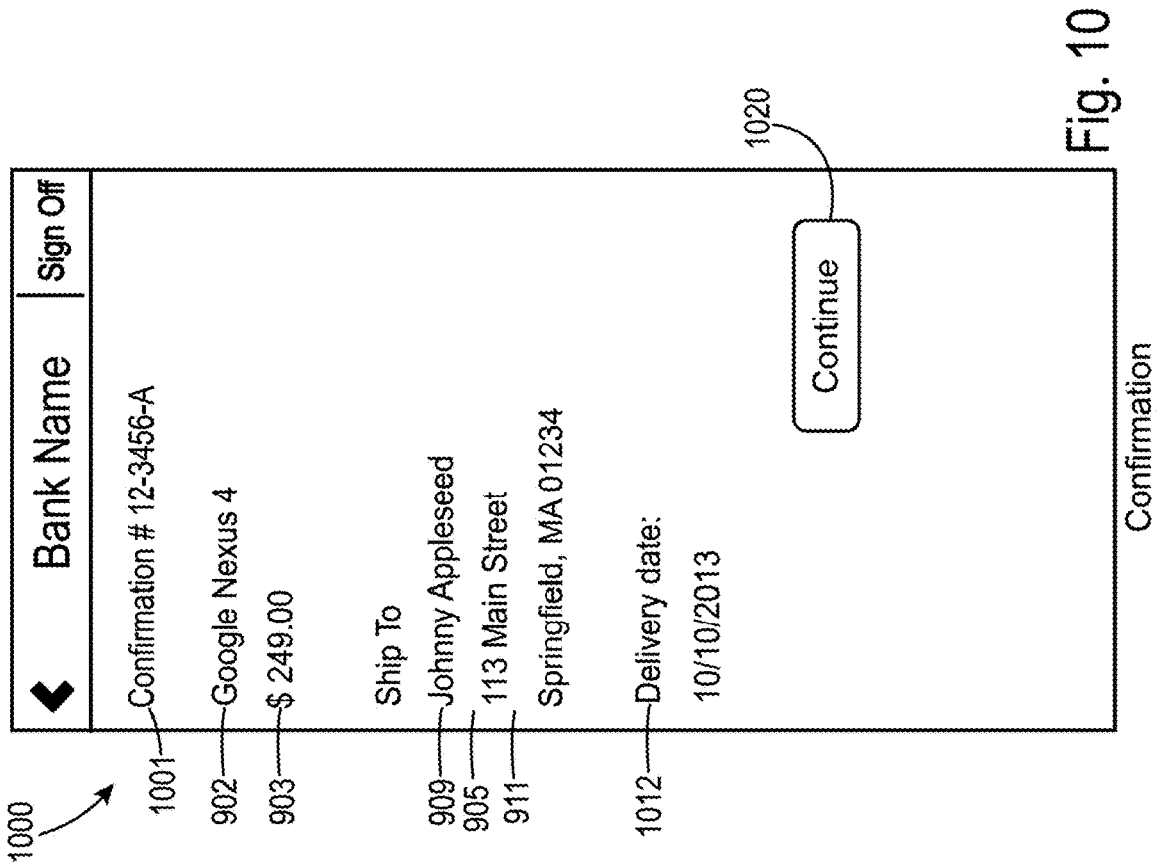 1000
Bank Name
Sign Off
1001
Confirmation # 12-3456-A
902
Google Nexus 4
903
$ 249.00
Ship To
909
Johnny Appleseed
905
113 Main Street
911
Springfield, MA 01234
1012
Delivery date:
10/10/2013
Continue
1020
Confirmation
Fig. 10